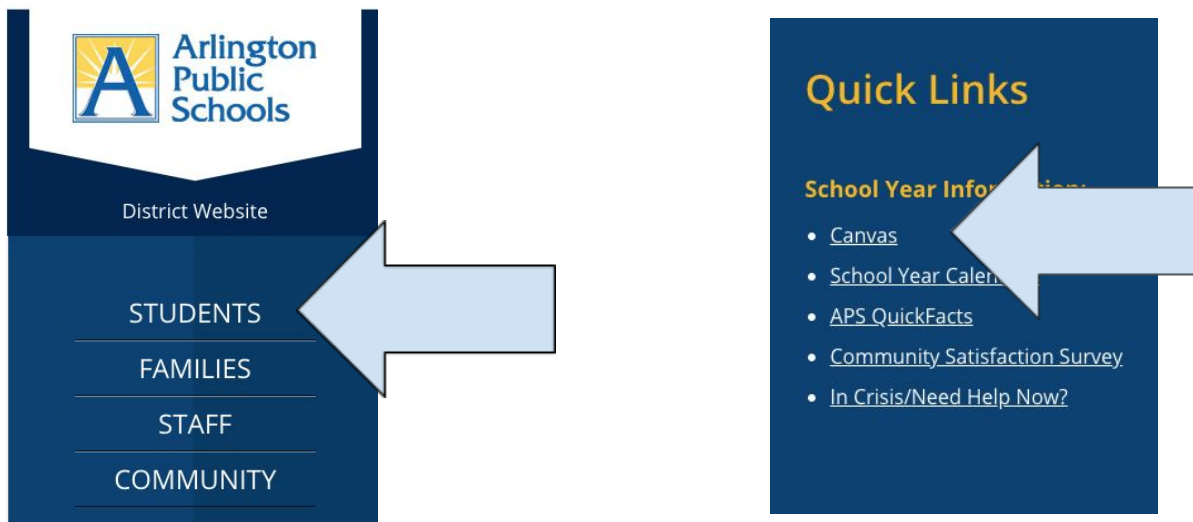 Arlington
Public
Schools
District Website
STUDENTS
FAMILIES
STAFF
COMMUNITY
Quick Links
School Year
Canvas
School Year
APS QuickFacts
Community Satisfaction Survey
In Crisis/Need Help Now?